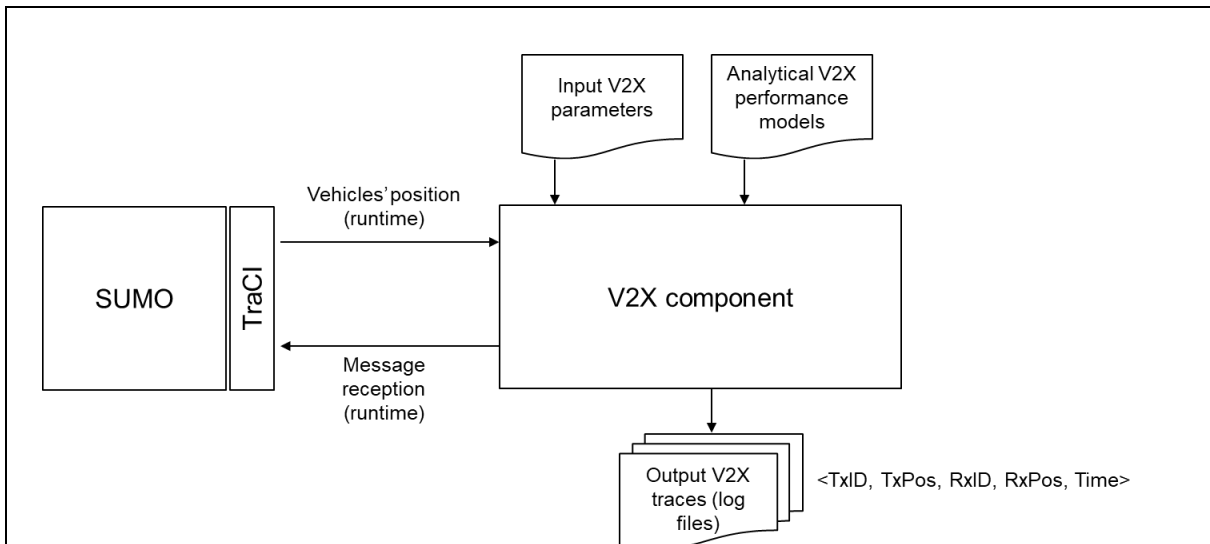 Input V2X
parameters
Analytical V2X
performance
models
Vehicles' position
(runtime)
SUMO
TraCI
V2X component
Message
reception
(runtime)
Output V2X
traces (log
files)
<TxID, TxPos, RxID, RxPos, Time>